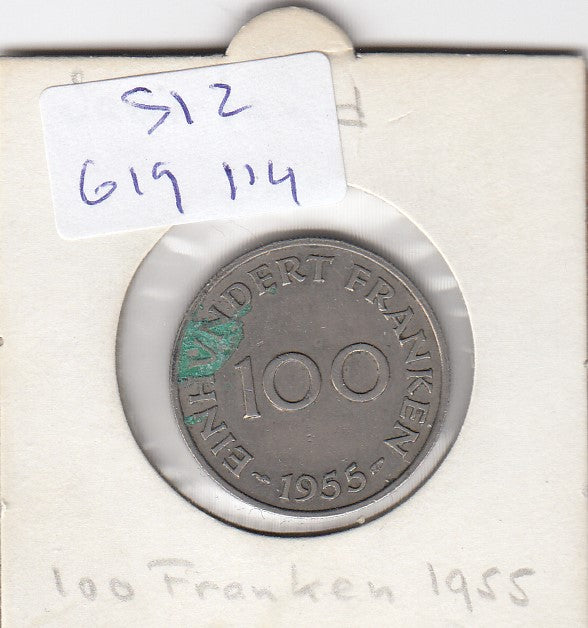 S12
619 114
EINHUNDERT FRANKEN
100
- 1955 -
100 Franken 1955